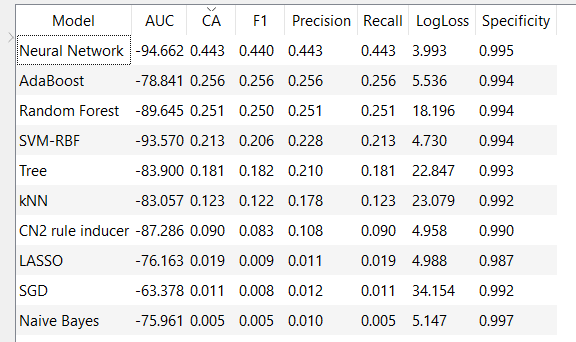 Model AUC CA F1 Precision Recall LogLoss Specificity
Neural Network -94.662 0.443 0.440 0.443 0.443 3.993 0.995
AdaBoost -78.841 0.256 0.256 0.256 0.256 5.536 0.994
Random Forest -89.645 0.251 0.250 0.251 0.251 18.196 0.994
SVM-RBF -93.570 0.213 0.206 0.228 0.213 4.730 0.994
Tree -83.900 0.181 0.182 0.210 0.181 22.847 0.993
kNN -83.057 0.123 0.122 0.178 0.123 23.079 0.992
CN2 rule inducer -87.286 0.090 0.083 0.108 0.090 4.958 0.990
LASSO -76.163 0.019 0.009 0.011 0.019 4.988 0.987
SGD -63.378 0.011 0.008 0.012 0.011 34.154 0.992
Naive Bayes -75.961 0.005 0.005 0.010 0.005 5.147 0.997